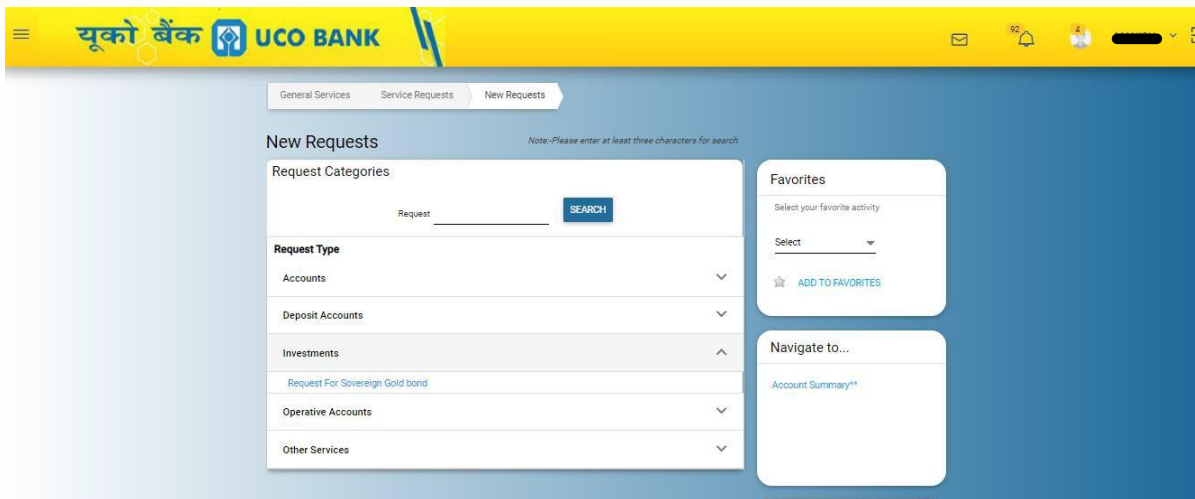 यूको बैंक UCO BANK
92
4
General Services Service Requests New Requests
New Requests
Note:-Please enter at least three characters for search
Request Categories
Request
SEARCH
Request Type
Accounts
Deposit Accounts
Investments
Request For Sovereign Gold bond
Operative Accounts
Other Services
Favorites
Select your favorite activity
Select
ADD TO FAVORITES
Navigate to...
Account Summary**